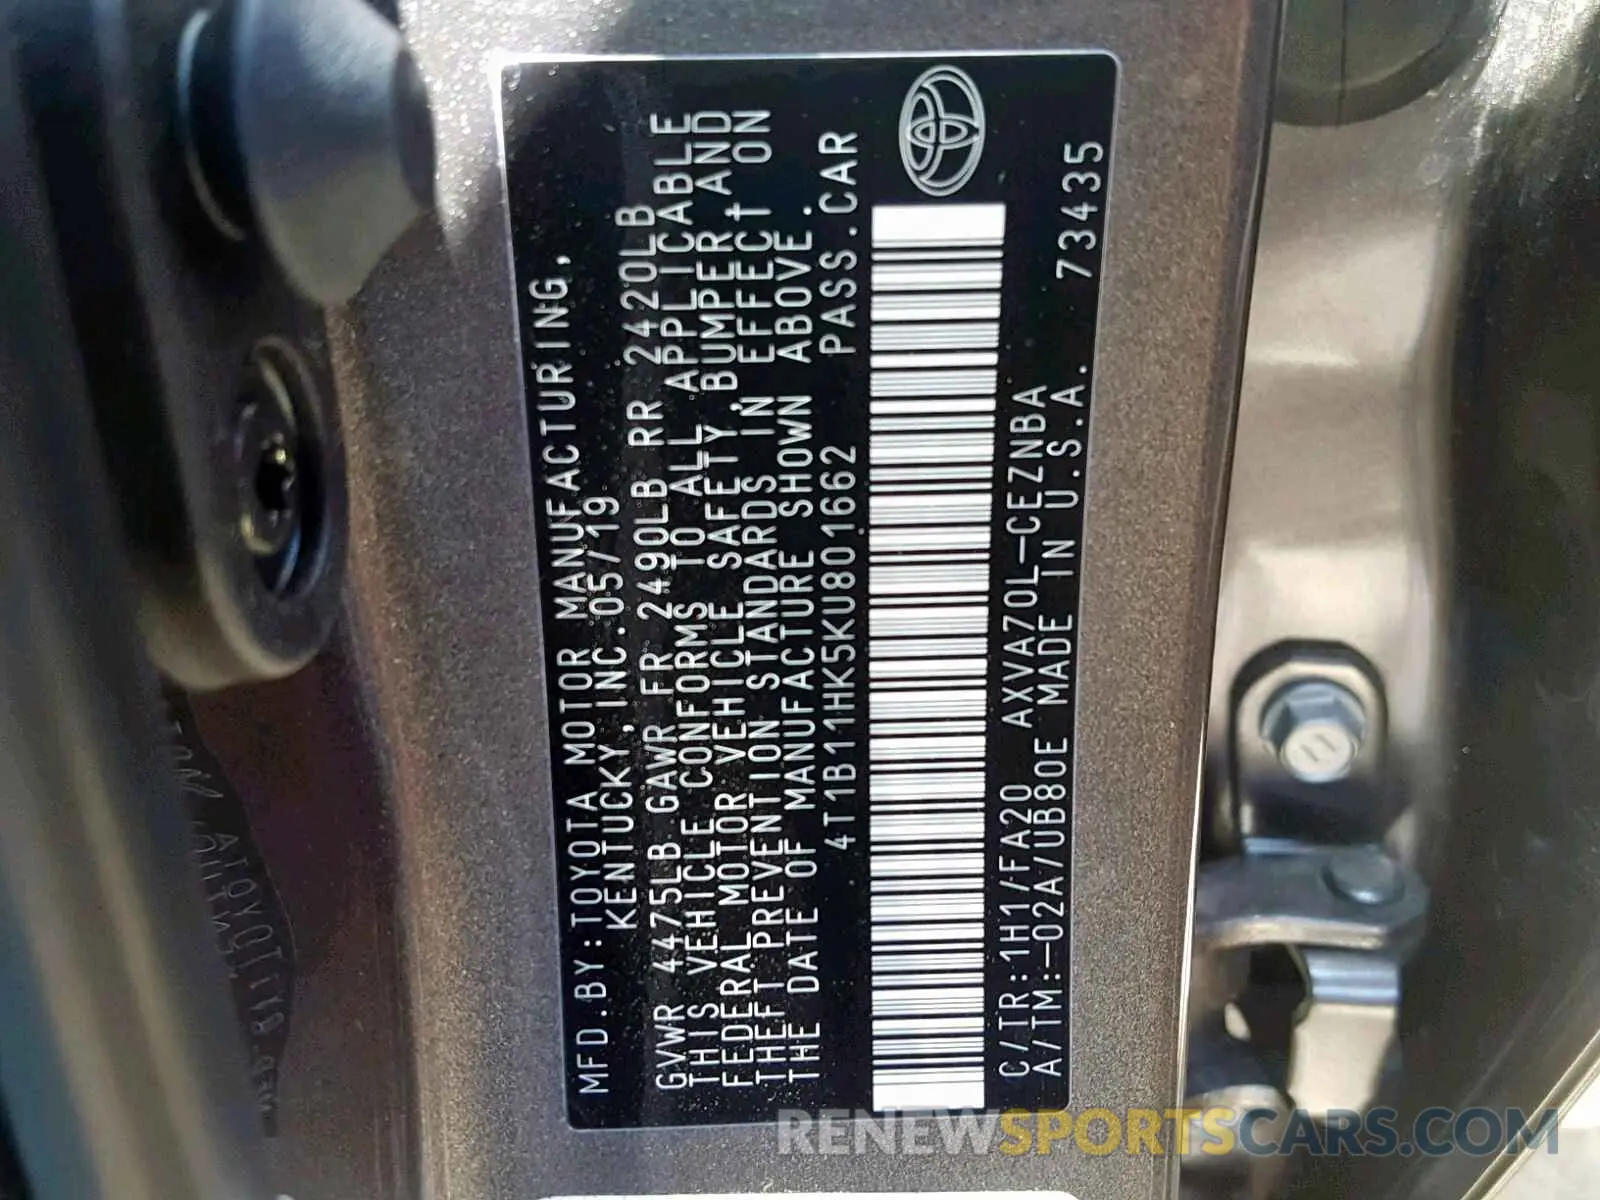 MFD.BY:TOYOTA MOTOR MANUFACTURING,
KENTUCKY,INC.05/19
GVWR 4475LB GAWR FR 2490LB RR 2420LB
THIS VEHICLE CONFORMS TO ALL APPLICABLE
FEDERAL MOTOR VEHICLE SAFETY, BUMPER AND
THEFT PREVENTION STANDARDS IN EFFECT ON
THE DATE OF MANUFACTURE SHOWN ABOVE.
4T1B11HK5KU801662 PASS.CAR
C/TR:1H1/FA20 AXVA70L-CEZNBA 73435
A/TM:-02A/UB80E MADE IN U.S.A.
RENEWSPORTSCARS.COM